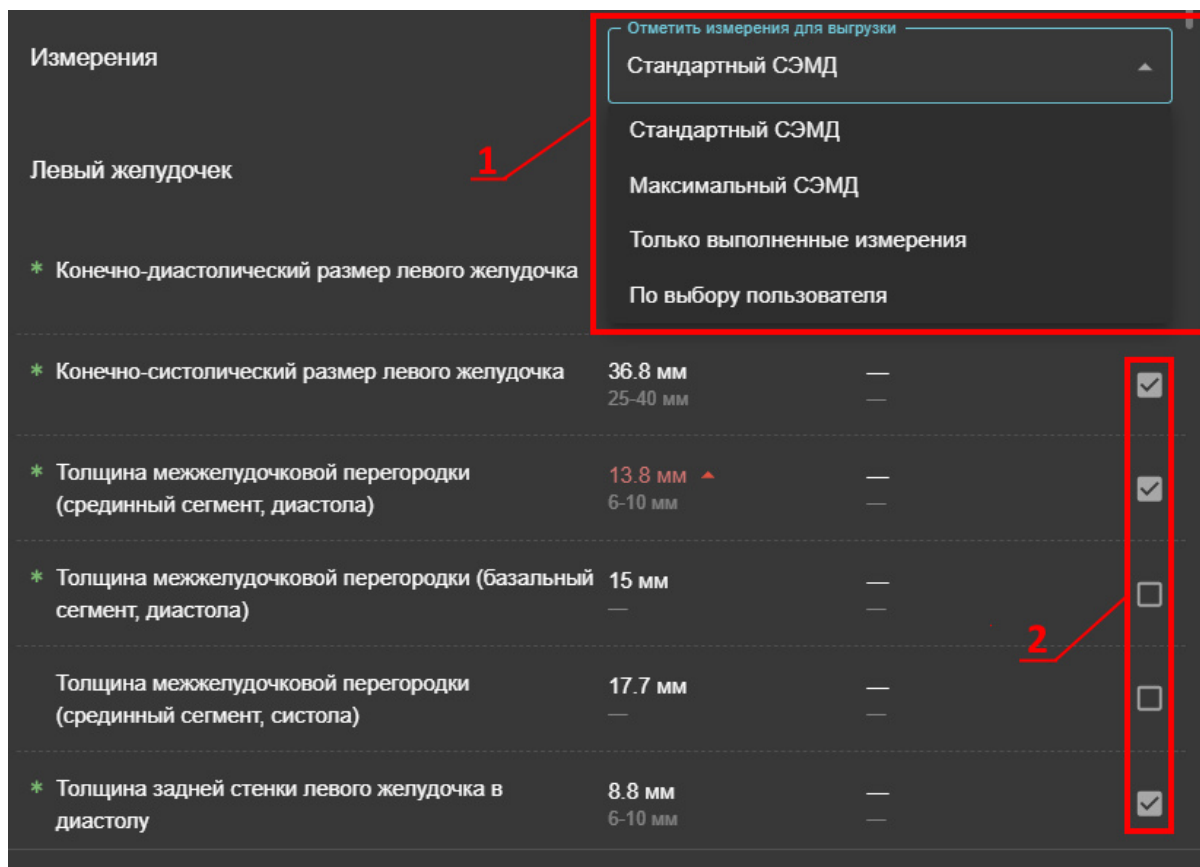 Измерения
Отметить измерения для выгрузки
Стандартный СЭМД
Стандартный СЭМД
Максимальный СЭМД
Только выполненные измерения
По выбору пользователя
1
Левый желудочек
* Конечно-диастолический размер левого желудочка
* Конечно-систолический размер левого желудочка 36.8 мм —
25-40 мм —
* Толщина межжелудочковой перегородки 13.8 мм —
(срединный сегмент, диастола) 6-10 мм —
* Толщина межжелудочковой перегородки (базальный 15 мм —
сегмент, диастола) — —
2
Толщина межжелудочковой перегородки 17.7 мм —
(срединный сегмент, систола) — —
* Толщина задней стенки левого желудочка в 8.8 мм —
диастолу 6-10 мм —